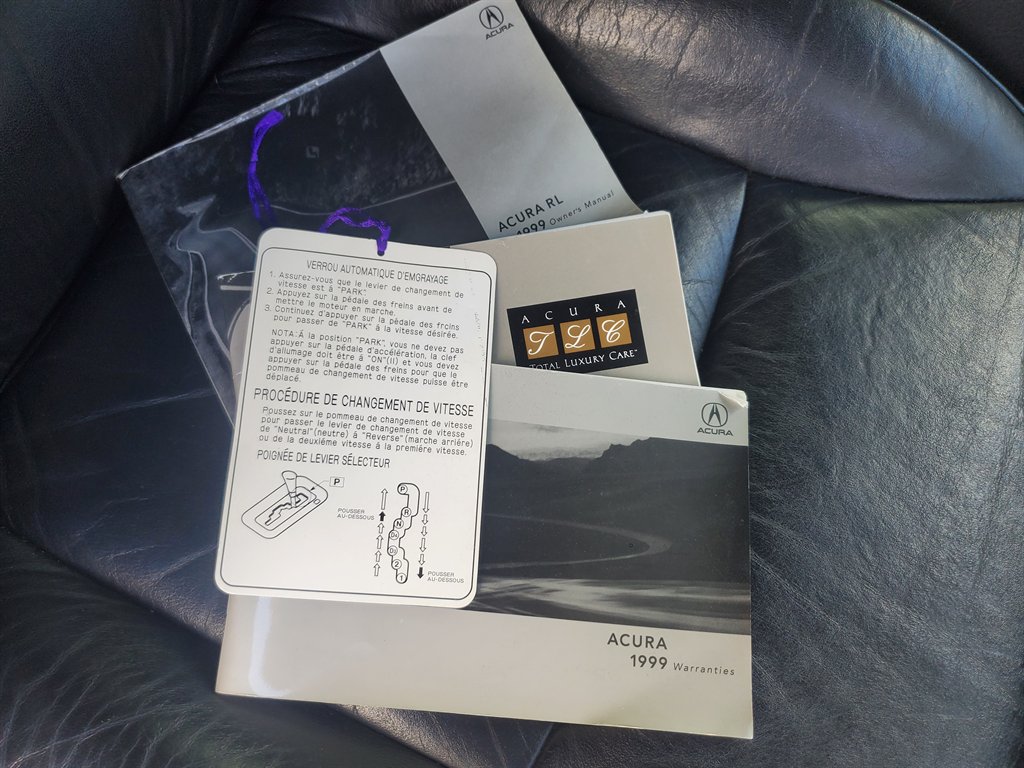 ACURA
ACURA RL
1999 Owner's Manual
ACURA
TLC
TOTAL LUXURY CARE™
VERROU AUTOMATIQUE D'EMGRAYAGE
1. Assurez-vous que le levier de changement de
vitesse est à "PARK".
2. Appuyez sur la pédale des freins avant de
mettre le moteur en marche.
3. Continuez d'appuyer sur la pédale des freins
pour passer de "PARK" à la vitesse désirée.
NOTA: À la position "PARK", vous ne devez pas
appuyer sur la pédale d'accélération, la clef
d'allumage doit être à "ON"(II) et vous devez
appuyer sur la pédale des freins pour que le
pommeau de changement de vitesse puisse être
déplacé.
PROCÉDURE DE CHANGEMENT DE VITESSE
Poussez sur le pommeau de changement de vitesse
pour passer le levier de changement de vitesse
de "Neutral"(neutre) à "Reverse"(marche arrière)
ou de la deuxième vitesse à la première vitesse.
POIGNÉE DE LEVIER SÉLECTEUR
P
POUSSER
AU-DESSOUS
P
R
N
D4
D3
2
1
POUSSER
AU-DESSOUS
ACURA
ACURA
1999 Warranties